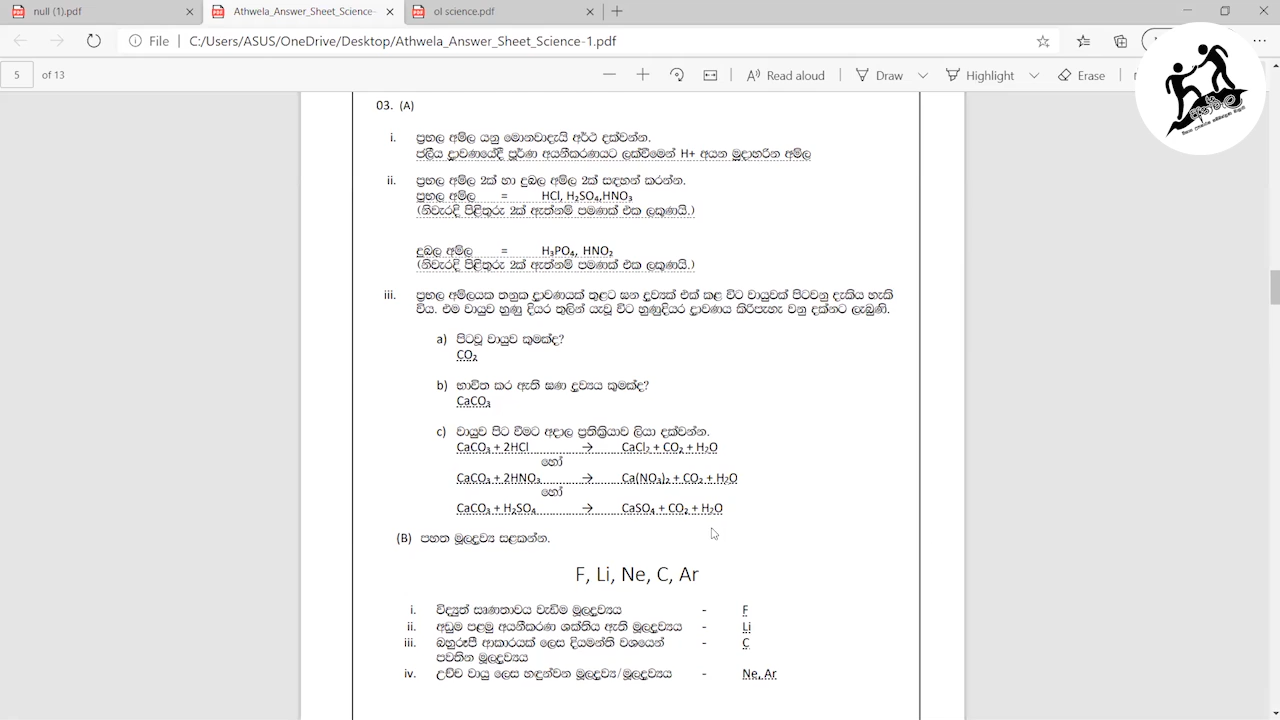 null (1).pdf
Athwela_Answer_Sheet_Science-
ol science.pdf
File
C:/Users/ASUS/OneDrive/Desktop/Athwela_Answer_Sheet_Science-1.pdf
5 of 13
Read aloud
Draw
Highlight
Erase
03. (A)
i. ප්‍රභල අම්ල යනු මොනවාදැයි අර්ථ දක්වන්න.
ජලීය ද්‍රාවණයේදී පූර්ණ අයනීකරණයට ලක්වීමෙන් H+ අයන මුදාහරින අම්ල
ii. ප්‍රභල අම්ල 2ක් හා දුබල අම්ල 2ක් සඳහන් කරන්න.
ප්‍රභල අම්ල = HCl, H₂SO₄,HNO₃
(නිවැරදි පිළිතුරු 2ක් ඇත්නම් පමණක් එක ලකුණයි.)
දුබල අම්ල = H₃PO₄, HNO₂
(නිවැරදි පිළිතුරු 2ක් ඇත්නම් පමණක් එක ලකුණයි.)
iii. ප්‍රභල අම්ලයක තනුක ද්‍රාවණයක් තුළට ඝන ද්‍රව්‍යක් එක් කළ විට වායුවක් පිටවනු දැකිය හැකි
විය. එම වායුව හුණු දියර තුලින් යැවූ විට හුණුදියර ද්‍රාවණය කිරිපැහැ වනු දක්නට ලැබුණි.
a) පිටවූ වායුව කුමක්ද?
CO₂
b) භාවිත කර ඇති ඝණ ද්‍රව්‍යය කුමක්ද?
CaCO₃
c) වායුව පිට වීමට අදාල ප්‍රතික්‍රියාව ලියා දක්වන්න.
CaCO₃ + 2HCl → CaCl₂ + CO₂ + H₂O
හෝ
CaCO₃ + 2HNO₃ → Ca(NO₃)₂ + CO₂ + H₂O
හෝ
CaCO₃ + H₂SO₄ → CaSO₄ + CO₂ + H₂O
(B) පහත මූලද්‍රව්‍ය සළකන්න.
F, Li, Ne, C, Ar
i. විද්‍යුත් සෘණතාවය වැඩිම මූලද්‍රව්‍යය - F
ii. අඩුම පළමු අයනීකරණ ශක්තිය ඇති මූලද්‍රව්‍යය - Li
iii. බහුරූපී ආකාරයක් ලෙස දියමන්ති වශයෙන් - C
පවතින මූලද්‍රව්‍යය
iv. උච්ච වායු ලෙස හඳුන්වන මූලද්‍රව්‍ය/මූලද්‍රව්‍යය - Ne, Ar